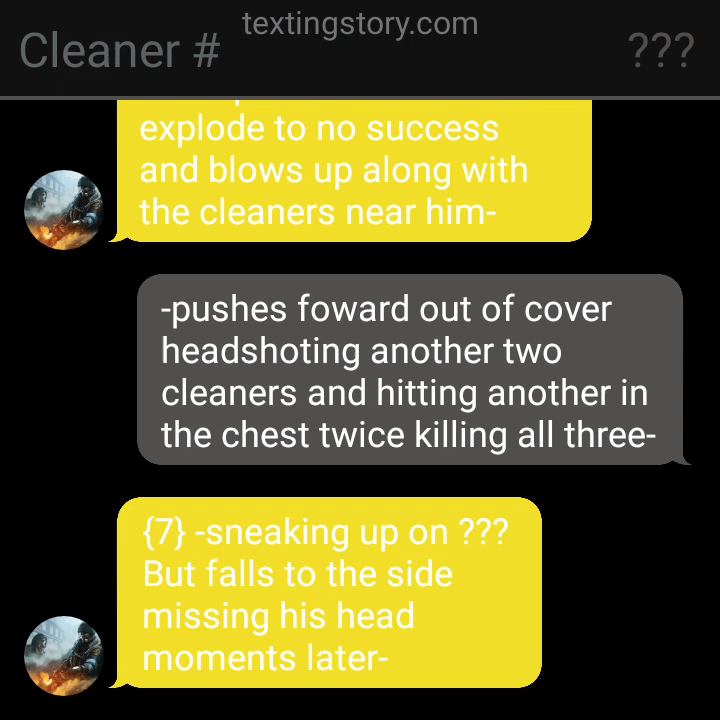 textingstory.com
Cleaner #
???
explode to no success
and blows up along with
the cleaners near him-
-pushes foward out of cover
headshoting another two
cleaners and hitting another in
the chest twice killing all three-
{7} -sneaking up on ???
But falls to the side
missing his head
moments later-